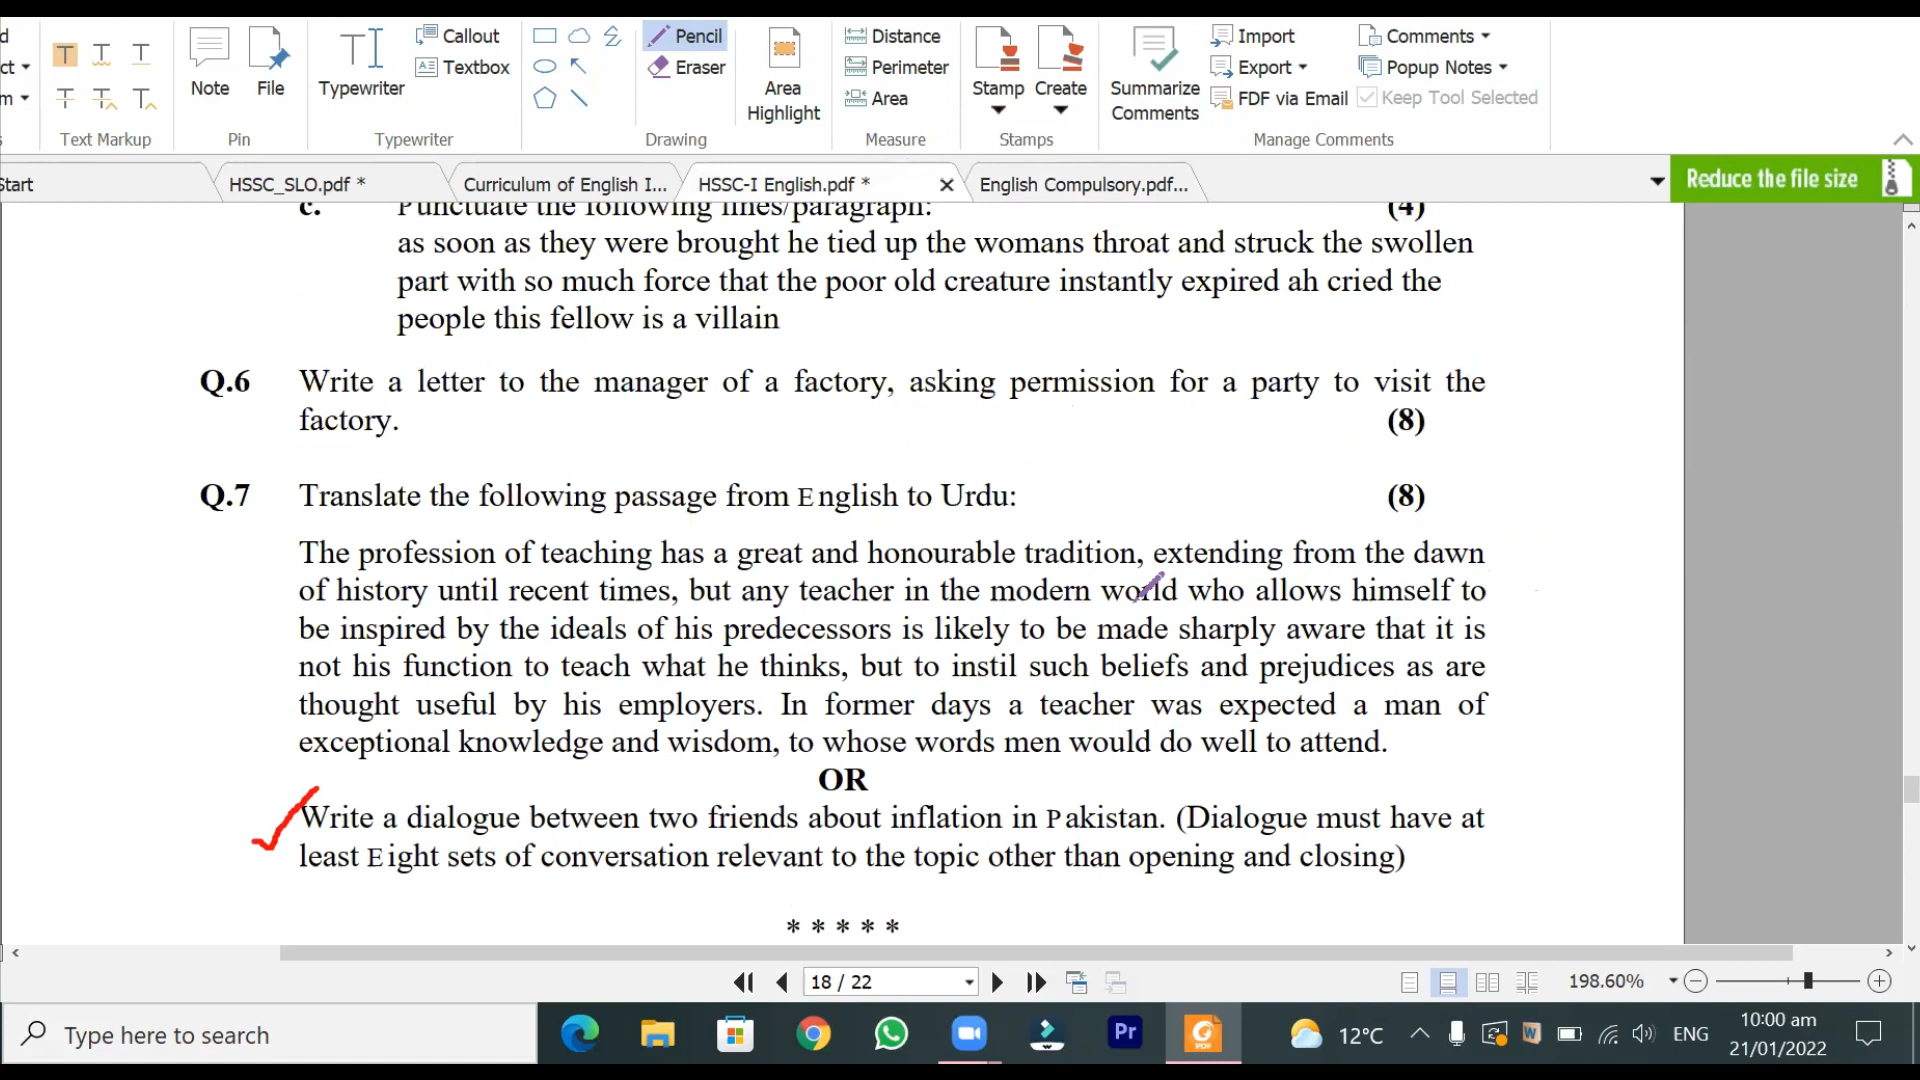 d
ct
m
Text Markup
Note
File
Pin
Typewriter
Callout
Textbox
Typewriter
Pencil
Eraser
Drawing
Area
Highlight
Distance
Perimeter
Area
Measure
Stamp
Create
Stamps
Summarize
Comments
Import
Export
FDF via Email
Comments
Popup Notes
Keep Tool Selected
Manage Comments
Start
HSSC_SLO.pdf *
Curriculum of English I...
HSSC-I English.pdf *
English Compulsory.pdf...
Reduce the file size
c. Punctuate the following lines/paragraph: (4)
as soon as they were brought he tied up the womans throat and struck the swollen
part with so much force that the poor old creature instantly expired ah cried the
people this fellow is a villain
Q.6 Write a letter to the manager of a factory, asking permission for a party to visit the
factory. (8)
Q.7 Translate the following passage from English to Urdu: (8)
The profession of teaching has a great and honourable tradition, extending from the dawn
of history until recent times, but any teacher in the modern world who allows himself to
be inspired by the ideals of his predecessors is likely to be made sharply aware that it is
not his function to teach what he thinks, but to instil such beliefs and prejudices as are
thought useful by his employers. In former days a teacher was expected a man of
exceptional knowledge and wisdom, to whose words men would do well to attend.
OR
Write a dialogue between two friends about inflation in Pakistan. (Dialogue must have at
least Eight sets of conversation relevant to the topic other than opening and closing)
* * * * *
18 / 22
198.60%
Type here to search
Pr
PDF
12°C
W
ENG
10:00 am
21/01/2022